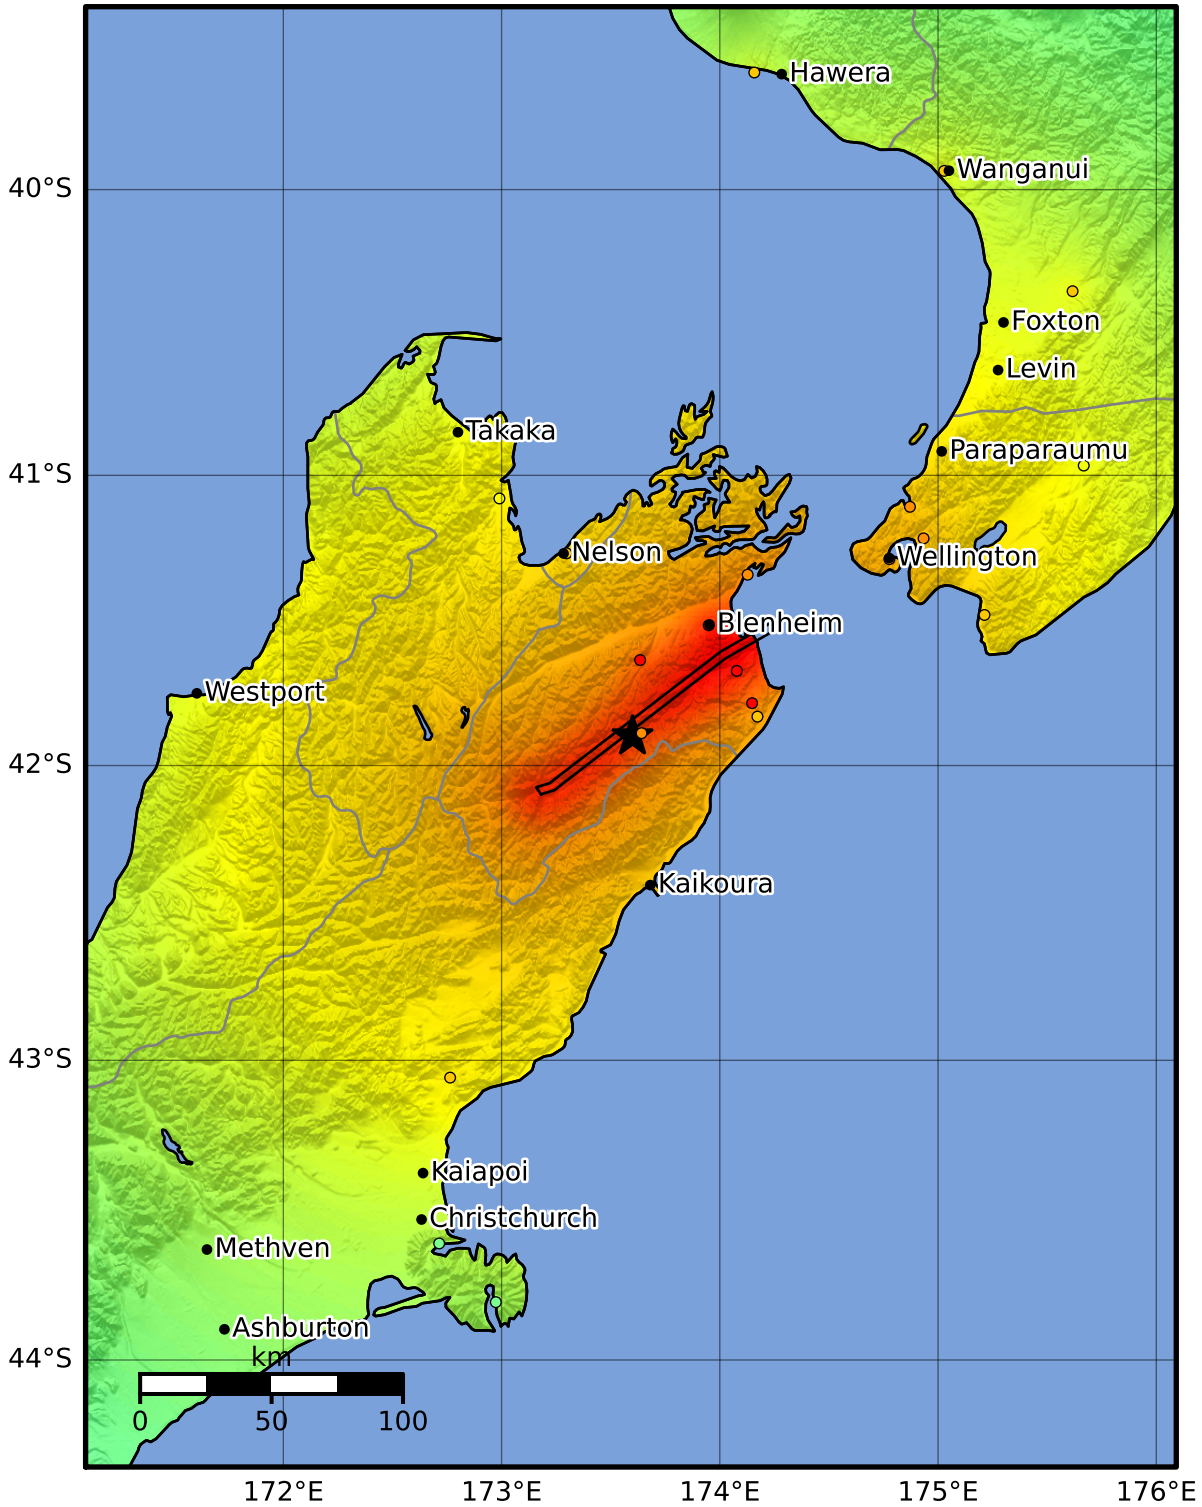 Hawera
Wanganui
40°S
Foxton
Levin
Takaka
Paraparaumu
41°S
Nelson
Wellington
Blenheim
Westport
42°S
Kaikoura
43°S
Kaiapoi
Christchurch
Methven
Ashburton
km
44°S
0 50 100
172°E 173°E 174°E 175°E 176°E